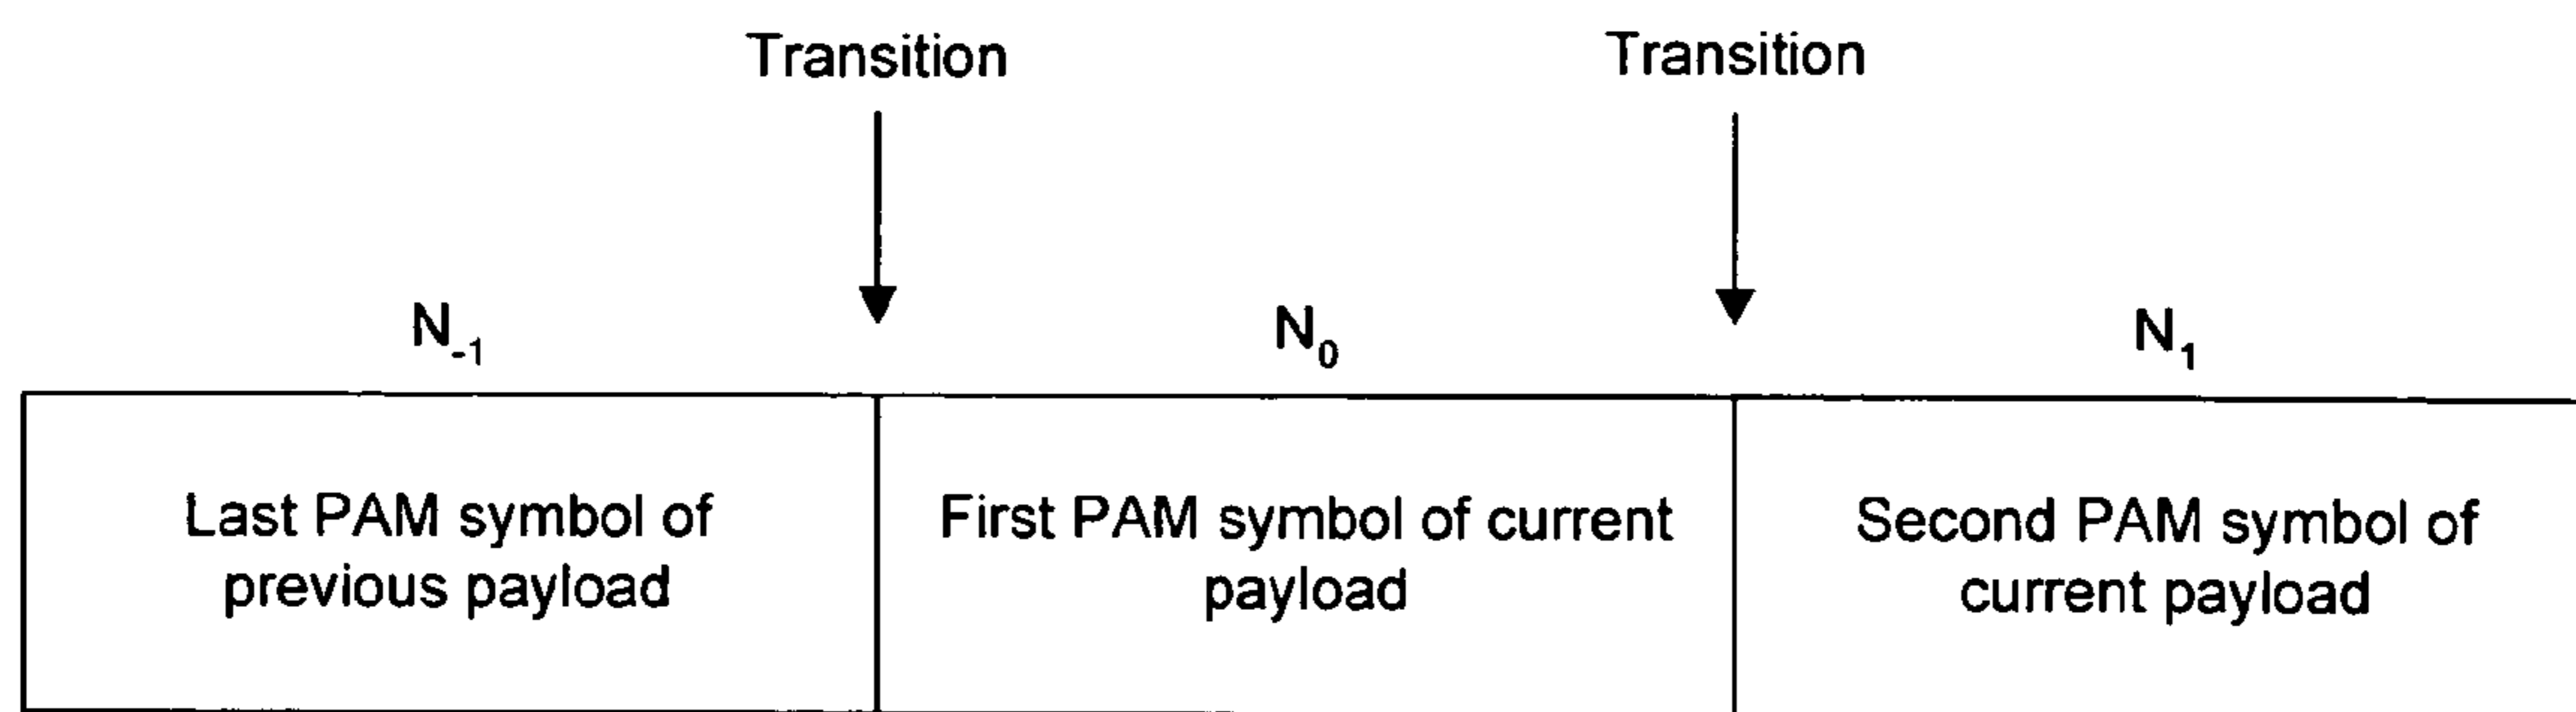 Transition Transition
N-1 N0 N1
Last PAM symbol of First PAM symbol of current Second PAM symbol of
previous payload payload current payload